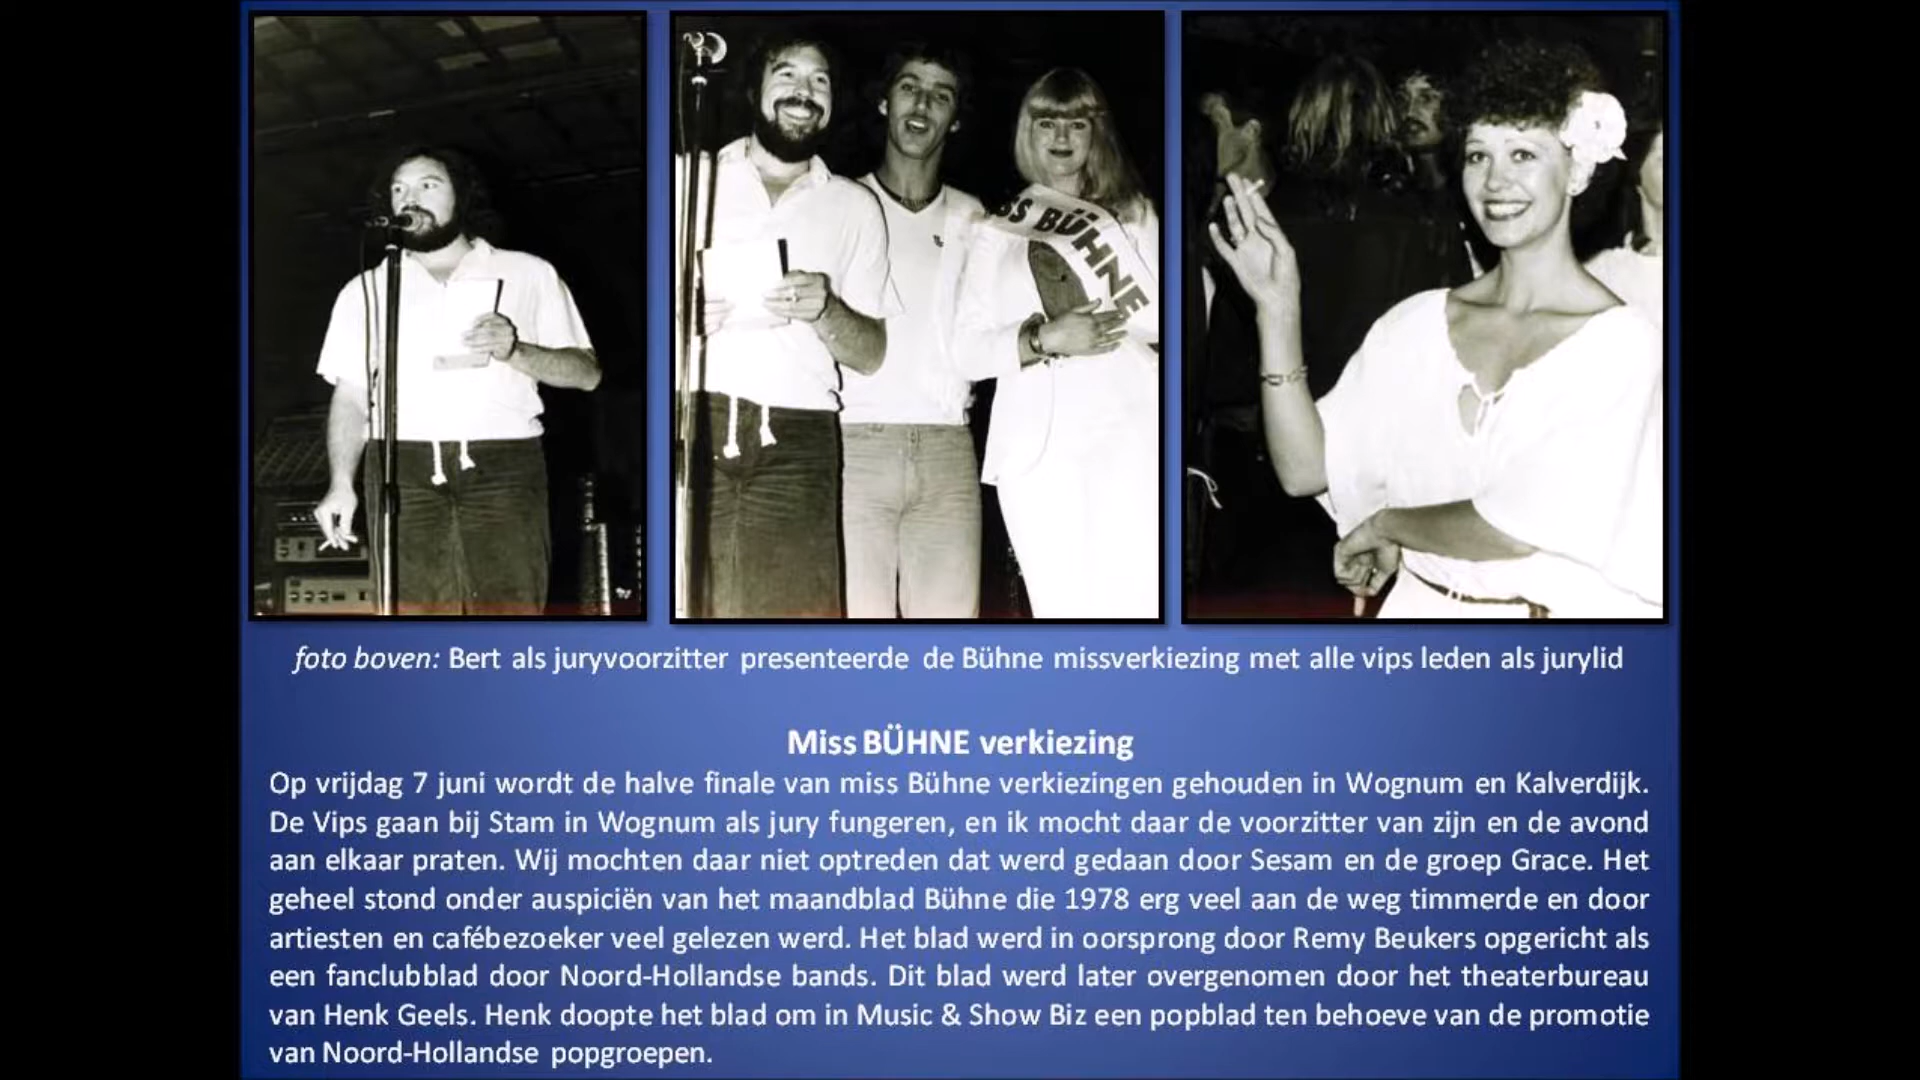 SS BÜHNE
foto boven: Bert als juryvoorzitter presenteerde de Bühne missverkiezing met alle vips leden als jurylid
Miss BÜHNE verkiezing
Op vrijdag 7 juni wordt de halve finale van miss Bühne verkiezingen gehouden in Wognum en Kalverdijk.
De Vips gaan bij Stam in Wognum als jury fungeren, en ik mocht daar de voorzitter van zijn en de avond
aan elkaar praten. Wij mochten daar niet optreden dat werd gedaan door Sesam en de groep Grace. Het
geheel stond onder auspiciën van het maandblad Bühne die 1978 erg veel aan de weg timmerde en door
artiesten en cafébezoeker veel gelezen werd. Het blad werd in oorsprong door Remy Beukers opgericht als
een fanclubblad door Noord-Hollandse bands. Dit blad werd later overgenomen door het theaterbureau
van Henk Geels. Henk doopte het blad om in Music & Show Biz een popblad ten behoeve van de promotie
van Noord-Hollandse popgroepen.